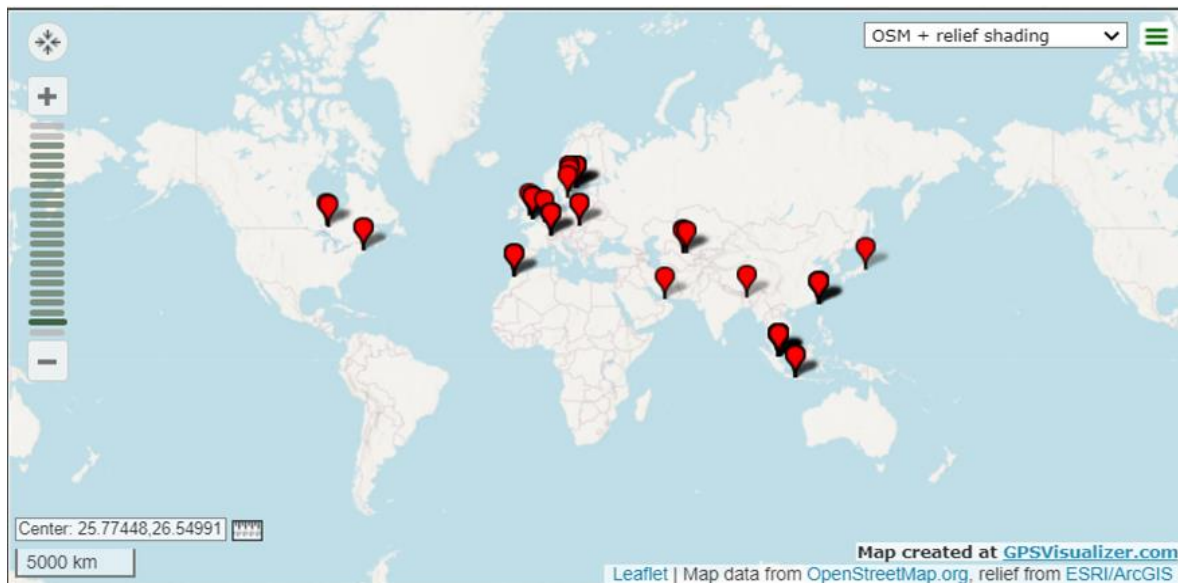 OSM + relief shading
Center: 25.77448,26.54991
5000 km
Map created at GPSVisualizer.com
Leaflet | Map data from OpenStreetMap.org, relief from ESRI/ArcGIS